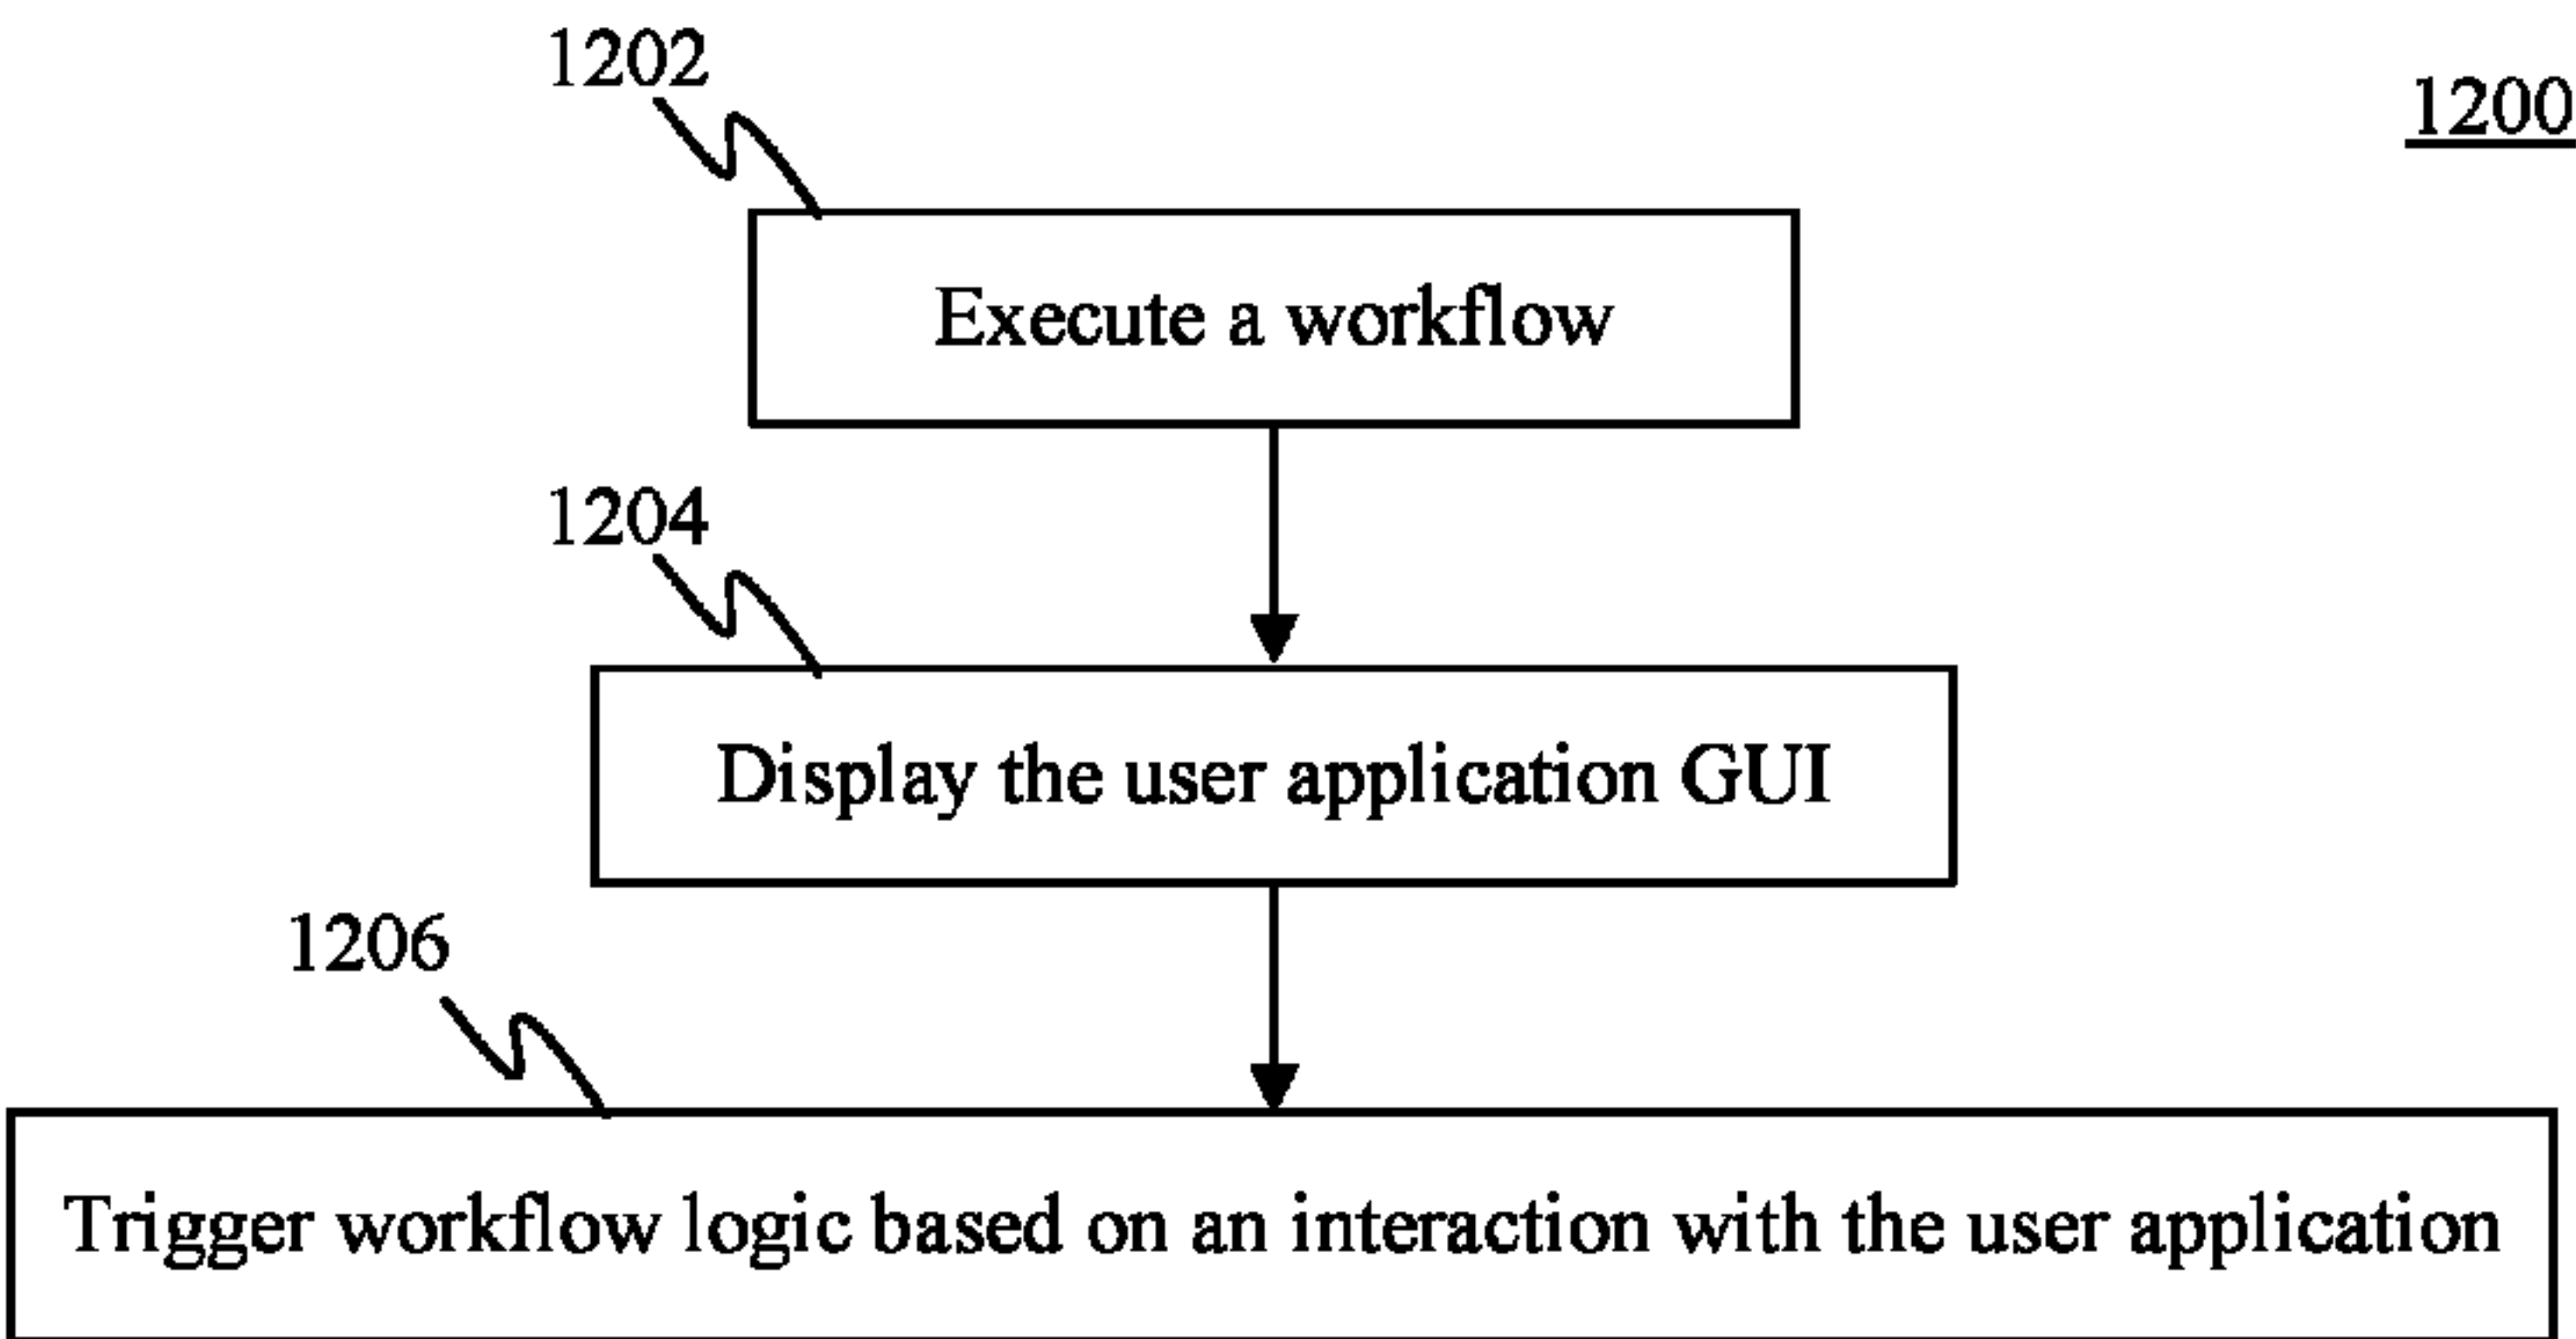 1202
1200
Execute a workflow
1204
Display the user application GUI
1206
Trigger workflow logic based on an interaction with the user application